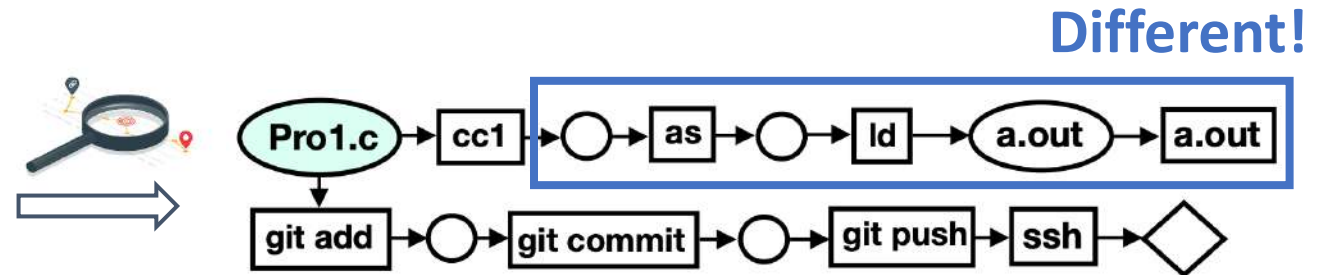 Different!
Pro1.c cc1 as ld a.out a.out
git add git commit git push ssh